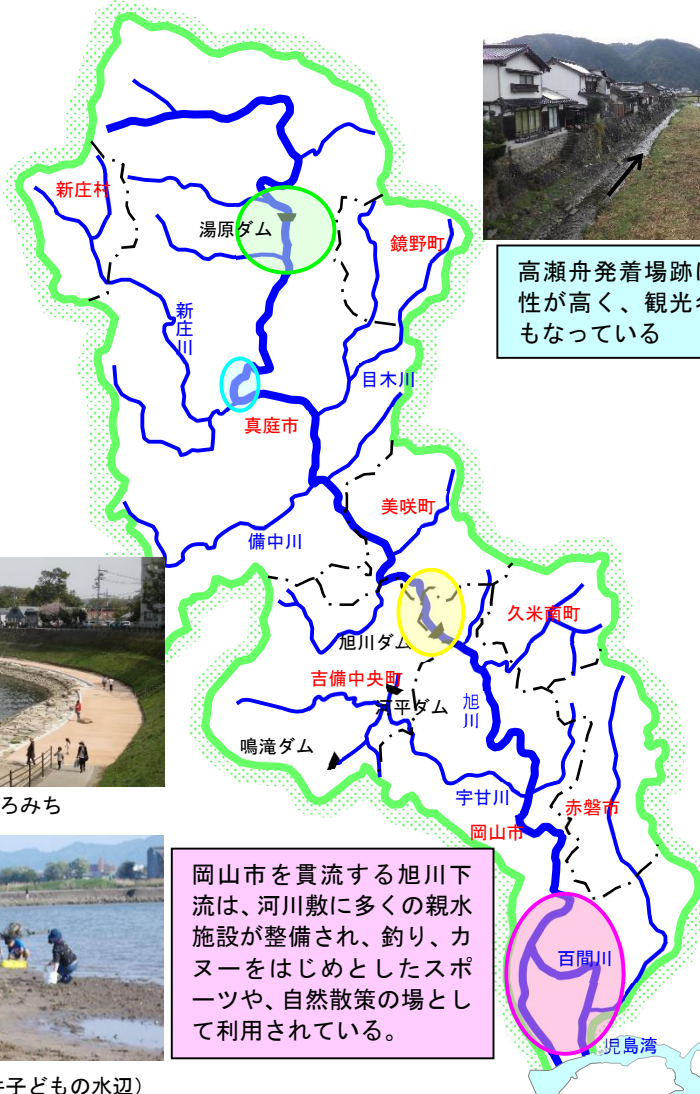 新庄村
湯原ダム
鏡野町
高瀬舟発着場跡
性が高く、観光
もなっている
新庄川
目木川
真庭市
美咲町
備中川
久米南町
旭川ダム
吉備中央町
河平ダム
旭川
鳴滝ダム
宇甘川
赤磐市
岡山市
ろみち
岡山市を貫流する旭川下
流は、河川敷に多くの親水
施設が整備され、釣り、カ
ヌーをはじめとしたスポ
ーツや、自然散策の場とし
て利用されている。
百間川
児島湾
子どもの水辺）